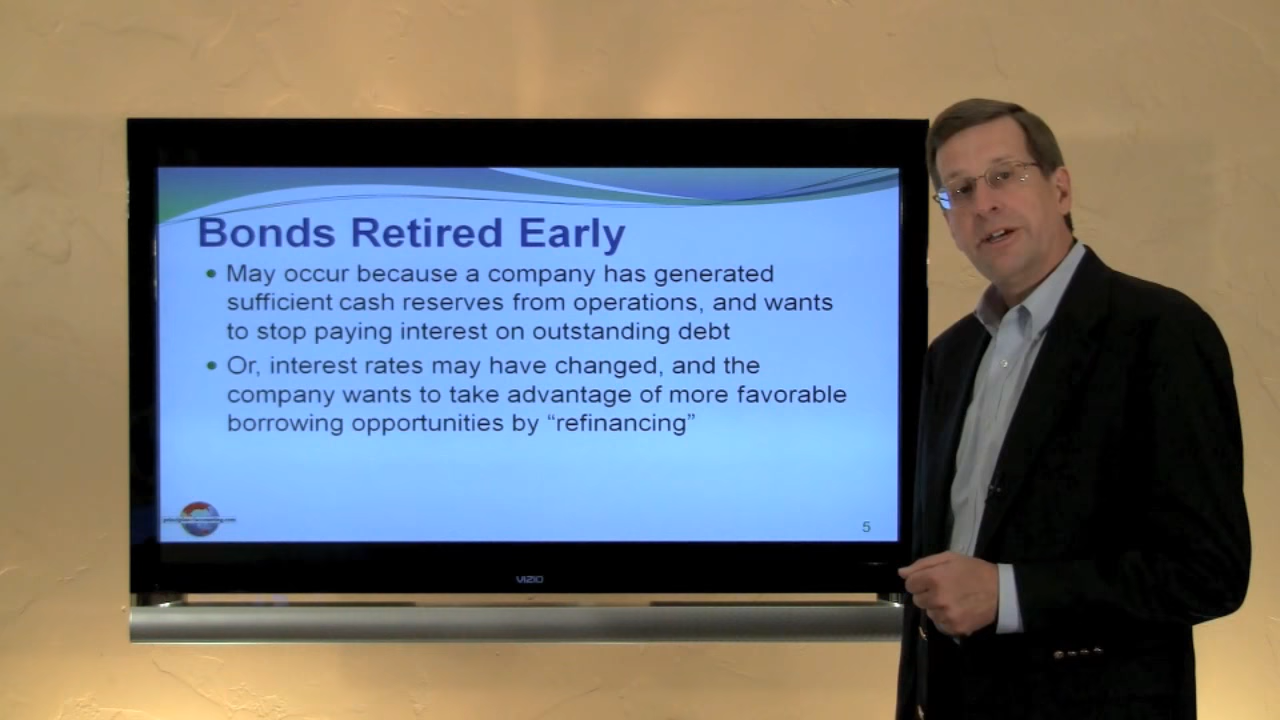 Bonds Retired Early
• May occur because a company has generated
sufficient cash reserves from operations, and wants
to stop paying interest on outstanding debt
• Or, interest rates may have changed, and the
company wants to take advantage of more favorable
borrowing opportunities by “refinancing”
principlesofaccounting.com
5
VIZIO